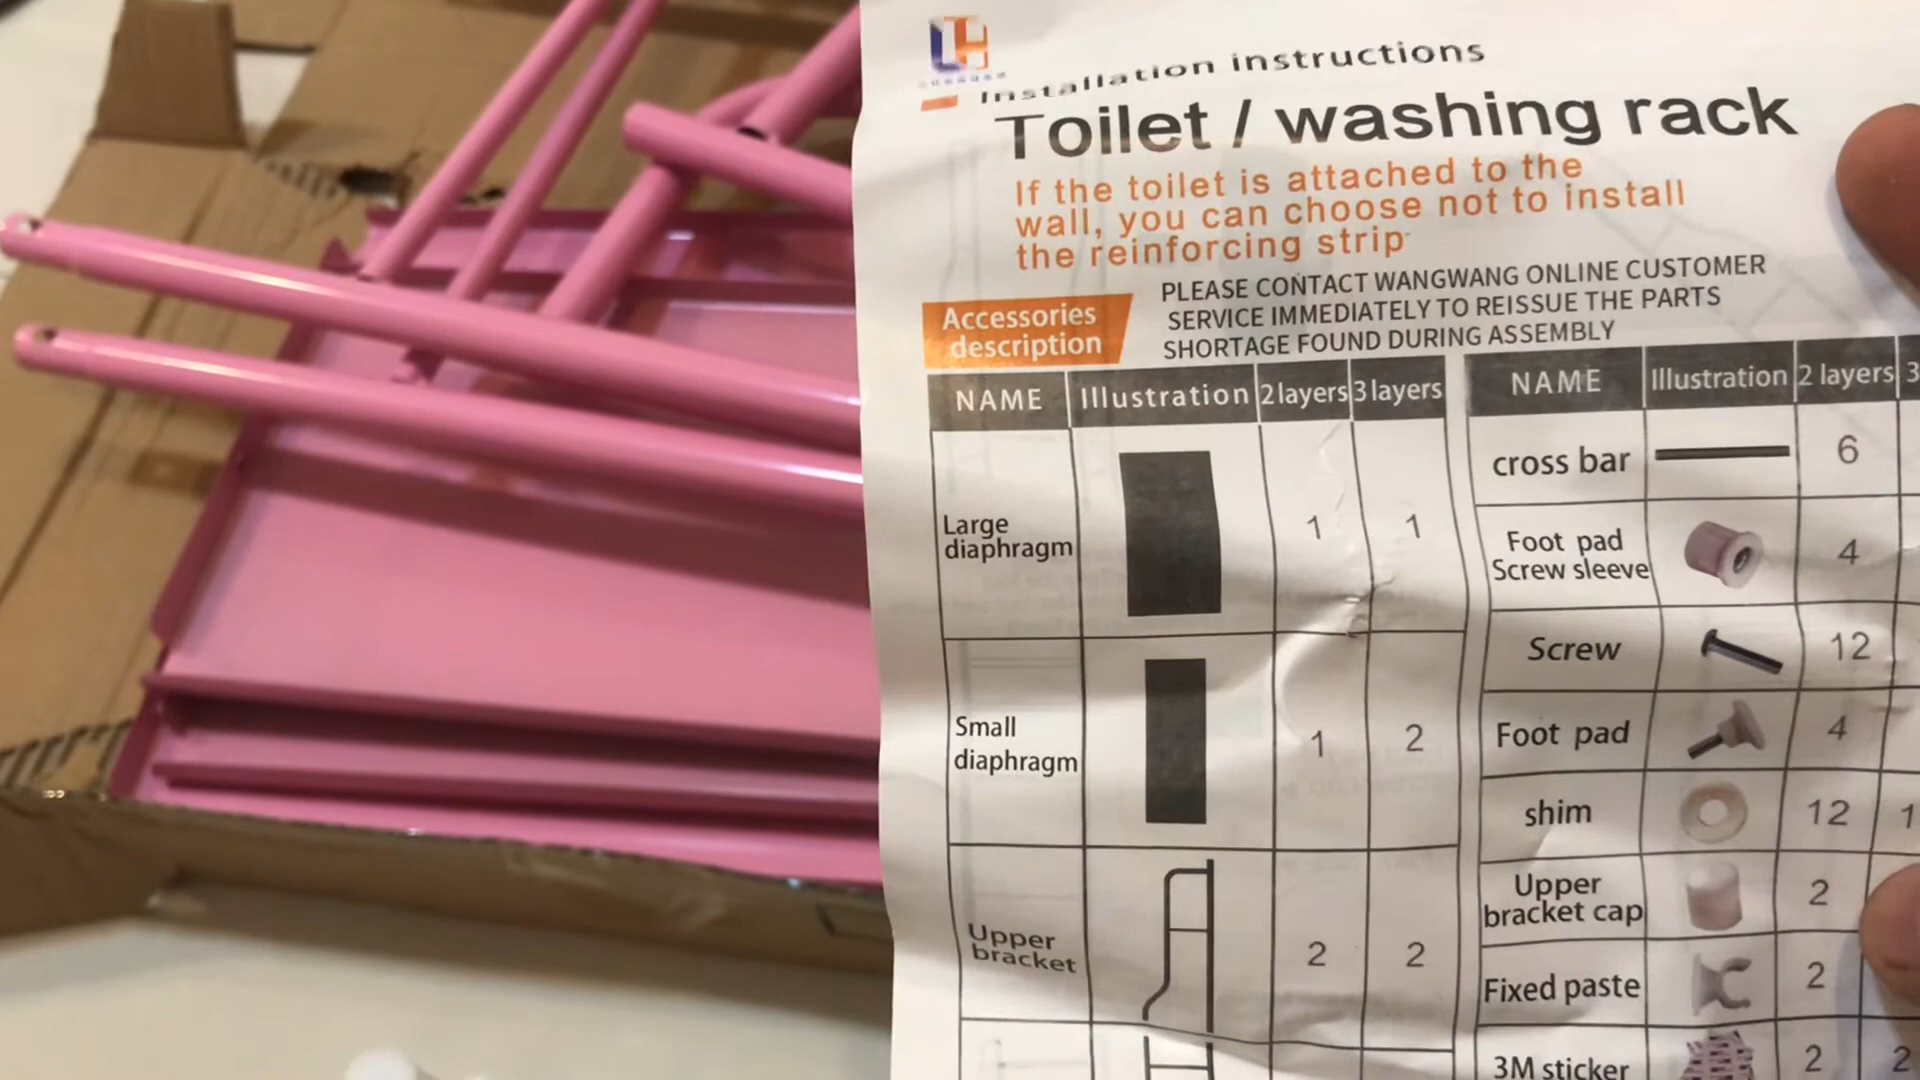 Installation instructions
Toilet / washing rack
If the toilet is attached to the
wall, you can choose not to install
the reinforcing strip
Accessories
description
PLEASE CONTACT WANGWANG ONLINE CUSTOMER
SERVICE IMMEDIATELY TO REISSUE THE PARTS
SHORTAGE FOUND DURING ASSEMBLY
NAME Illustration 2 layers 3 layers
Large
diaphragm
1 1
Small
diaphragm
1 2
Upper
bracket
2 2
NAME Illustration 2 layers 3
cross bar 6
Foot pad
Screw sleeve
4
Screw 12
Foot pad 4
shim 12 1
Upper
bracket cap
2
Fixed paste 2
3M sticker 2 2